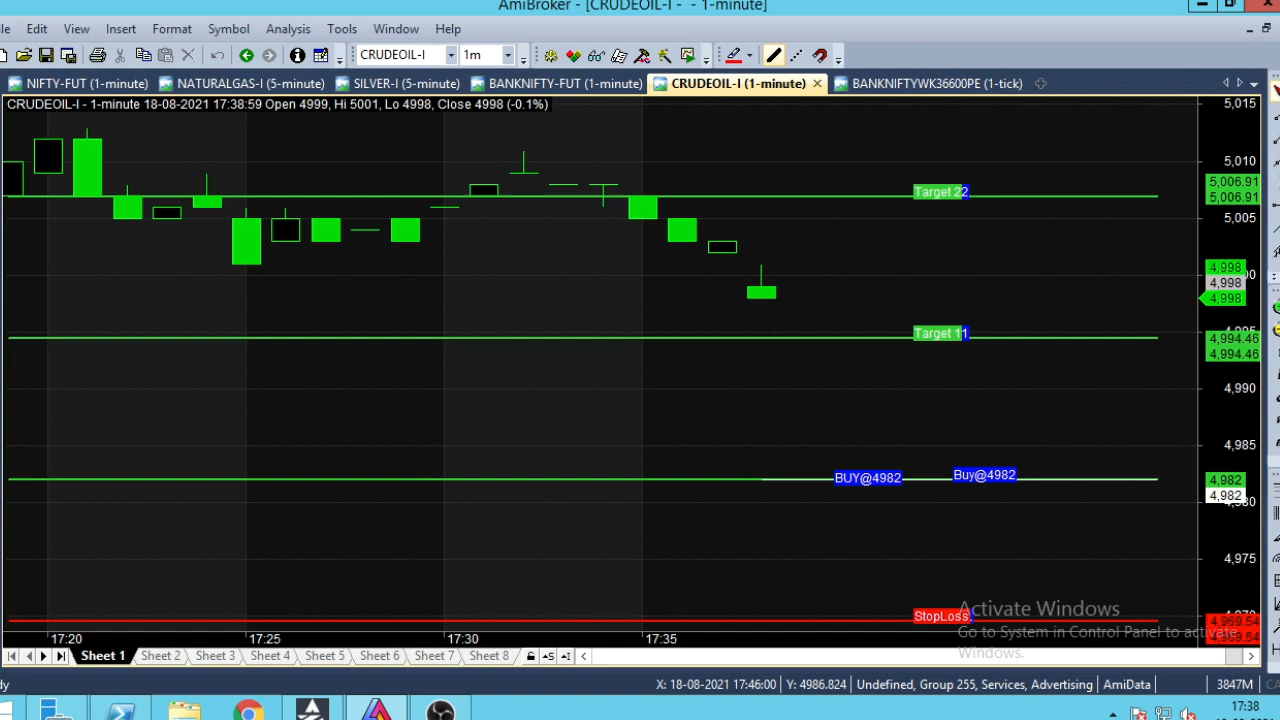 AmiBroker - [CRUDEOIL-I - - 1-minute]
Edit View Insert Format Symbol Analysis Tools Window Help
CRUDEOIL-I 1m
NIFTY-FUT (1-minute) NATURALGAS-I (5-minute) SILVER-I (5-minute) BANKNIFTY-FUT (1-minute) CRUDEOIL-I (1-minute) BANKNIFTYWK36600PE (1-tick)
CRUDEOIL-I - 1-minute 18-08-2021 17:38:59 Open 4999, Hi 5001, Lo 4998, Close 4998 (-0.1%)
5,015
5,010
Target 22
5,006.91
5,006.91
5,005
4,998
4,998
4,998
Target 11
4,994.46
4,994.46
4,990
4,985
BUY@4982 Buy@4982
4,982
4,982
4,975
StopLoss
4,969.54
Activate Windows
Go to System in Control Panel to activate
Windows.
17:20 17:25 17:30 17:35
Sheet 1 Sheet 2 Sheet 3 Sheet 4 Sheet 5 Sheet 6 Sheet 7 Sheet 8
X: 18-08-2021 17:46:00 Y: 4986.824 Undefined, Group 255, Services, Advertising AmiData 3847M
17:38